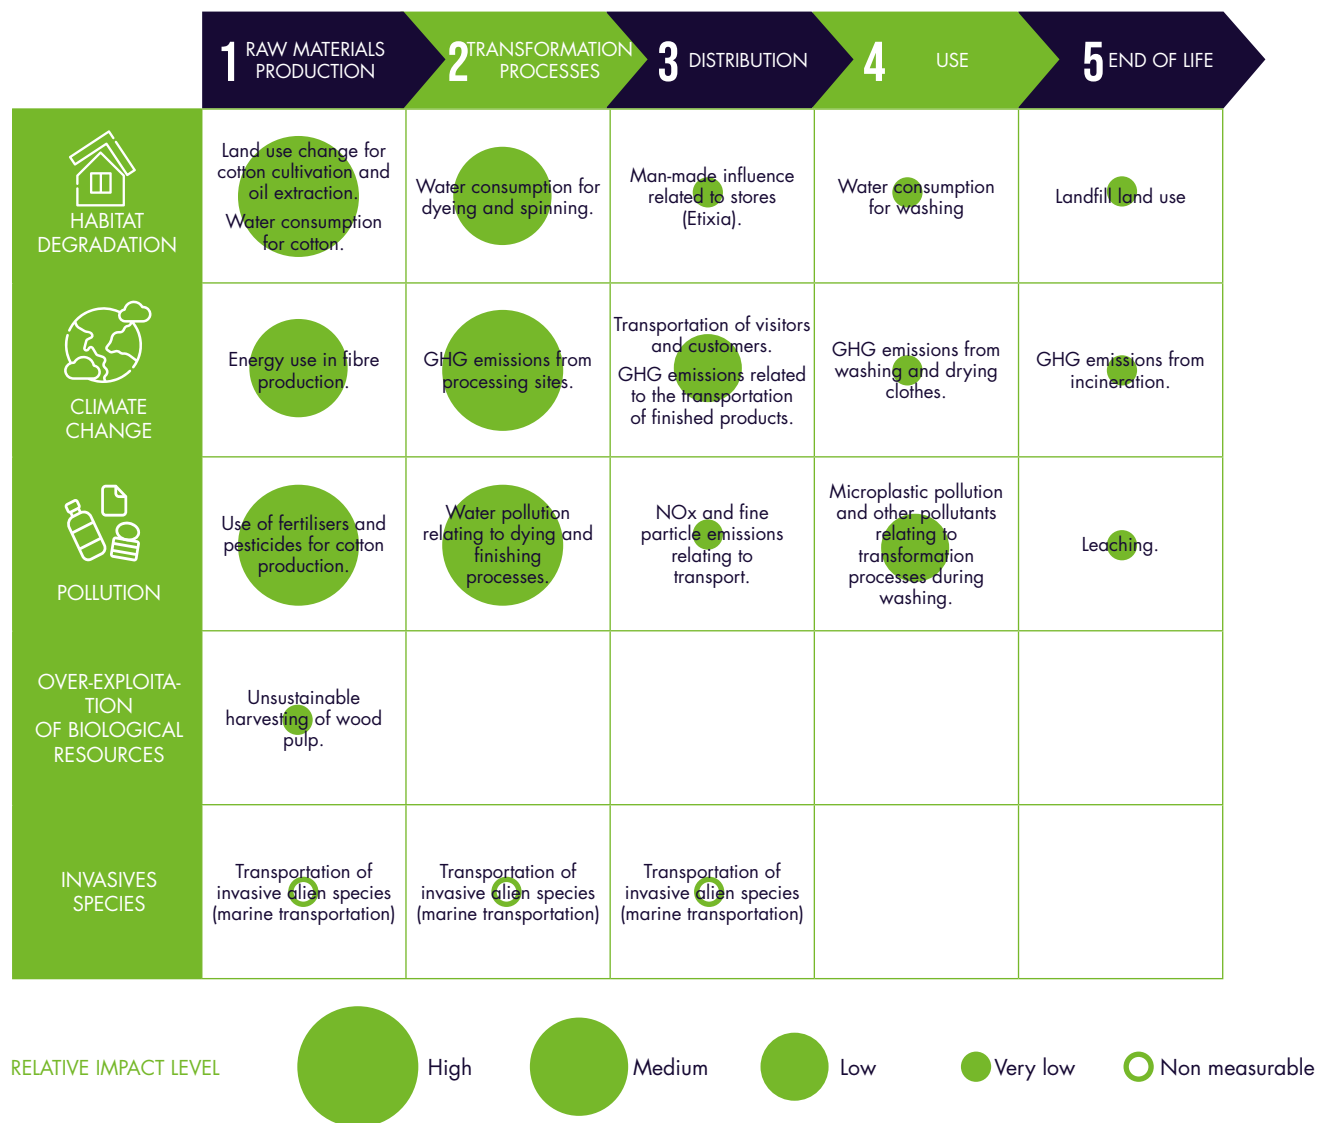 1 RAW MATERIALS
PRODUCTION
2 TRANSFORMATION
PROCESSES
3 DISTRIBUTION
4 USE
5 END OF LIFE
HABITAT
DEGRADATION
Land use change for
cotton cultivation and
oil extraction.
Water consumption
for cotton.
Water consumption for
dyeing and spinning.
Man-made influence
related to stores
(Etixia).
Water consumption
for washing
Landfill land use
CLIMATE
CHANGE
Energy use in fibre
production.
GHG emissions from
processing sites.
Transportation of visitors
and customers.
GHG emissions related
to the transportation
of finished products.
GHG emissions from
washing and drying
clothes.
GHG emissions from
incineration.
POLLUTION
Use of fertilisers and
pesticides for cotton
production.
Water pollution
relating to dying and
finishing
processes.
NOx and fine
particle emissions
relating to
transport.
Microplastic pollution
and other pollutants
relating to
transformation
processes during
washing.
Leaching.
OVER-EXPLOITA-
TION
OF BIOLOGICAL
RESOURCES
Unsustainable
harvesting of wood
pulp.
INVASIVES
SPECIES
Transportation of
invasive alien species
(marine transportation)
Transportation of
invasive alien species
(marine transportation)
Transportation of
invasive alien species
(marine transportation)
RELATIVE IMPACT LEVEL
High
Medium
Low
Very low
Non measurable